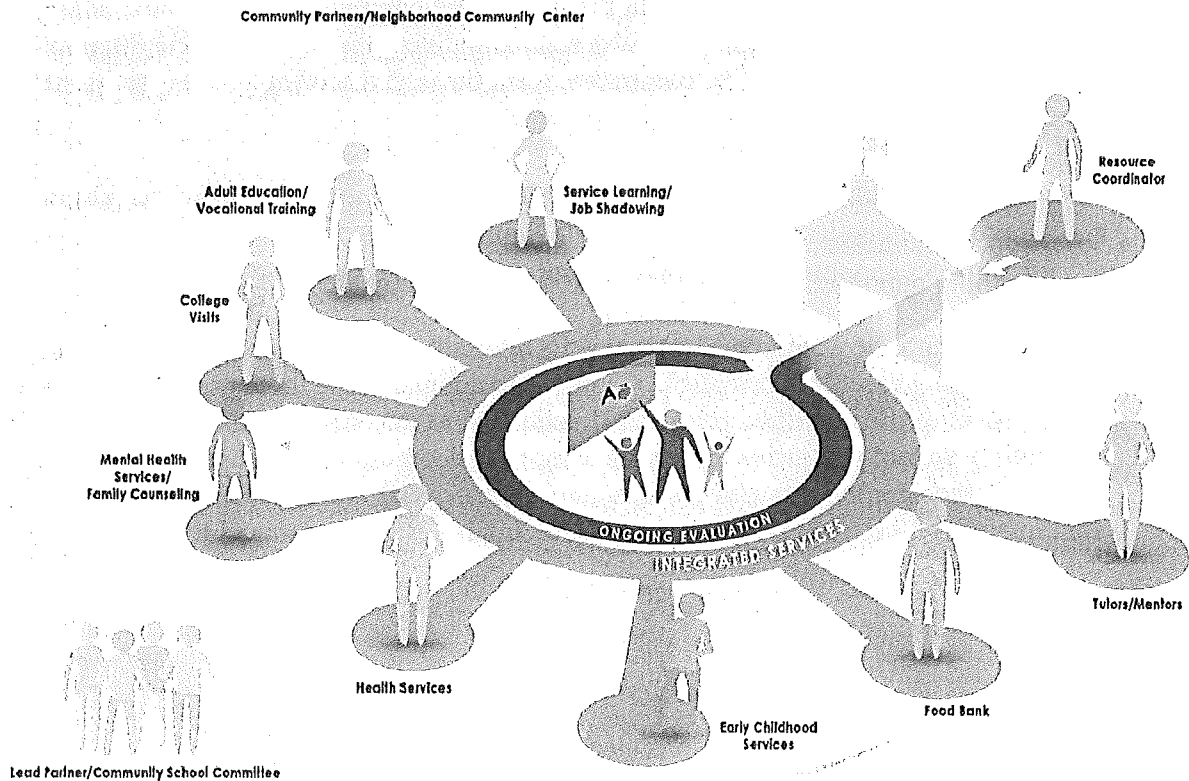 Community Partners/Neighborhood Community Center
Adult Education/
Vocational Training
Service Learning/
Job Shadowing
Resource
Coordinator
College
Visits
A+
Mental Health
Services/
Family Counseling
ONGOING EVALUATION
INTEGRATED SERVICES
Tutors/Mentors
Health Services
Food Bank
Early Childhood
Services
Lead Partner/Community School Committee